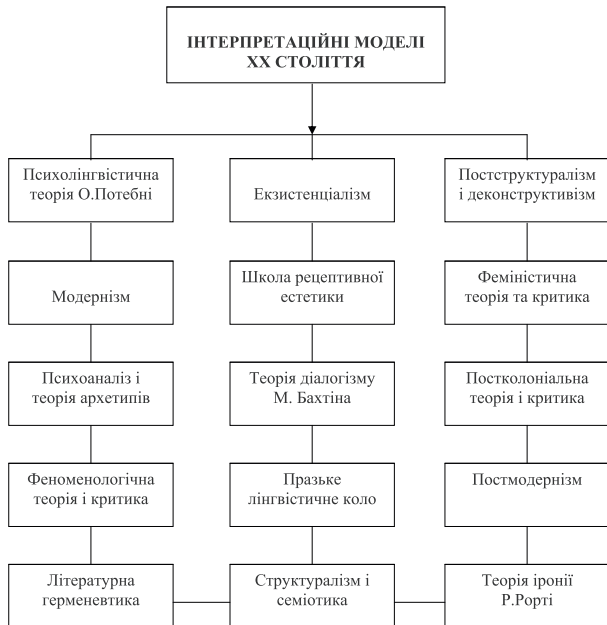 ІНТЕРПРЕТАЦІЙНІ МОДЕЛІ
ХХ СТОЛІТТЯ
Психолінгвістична
теорія О.Потебні
Екзистенціалізм
Постструктуралізм
і деконструктивізм
Модернізм
Школа рецептивної
естетики
Феміністична
теорія та критика
Психоаналіз і
теорія архетипів
Теорія діалогізму
М. Бахтіна
Постколоніальна
теорія і критика
Феноменологічна
теорія і критика
Празьке
лінгвістичне коло
Постмодернізм
Літературна
герменевтика
Структуралізм і
семіотика
Теорія іронії
Р.Рорті